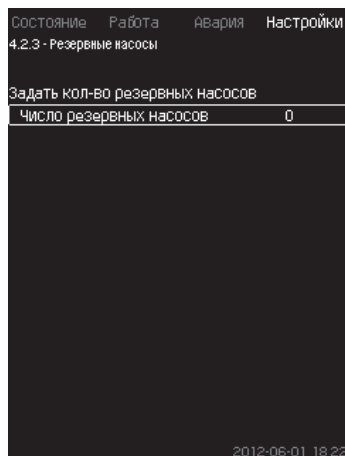 Состояние Работа Авария Настройки
4.2.3 - Резервные насосы
Задать кол-во резервных насосов
Число резервных насосов 0
2012-06-01 18:22